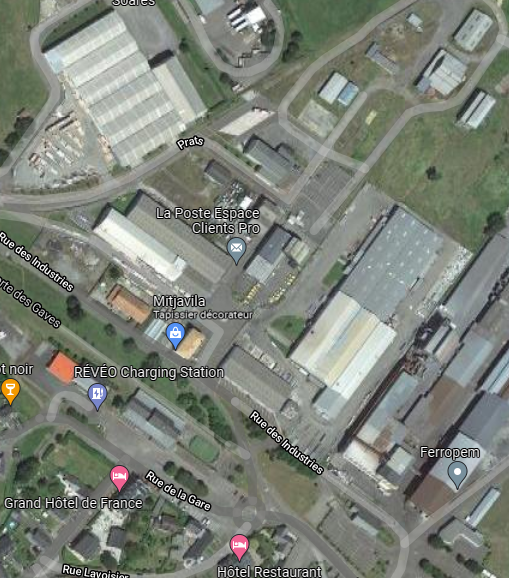 Soares
Prats
La Poste Espace
Clients Pro
Rue des Industries
rte des Gaves
Mitjavila
Tapissier décorateur
ot noir
RÉVÉO Charging Station
Rue des Industries
Ferropem
Rue de la Gare
Grand Hôtel de France
Hôtel Restaurant
Rue Lavoisier